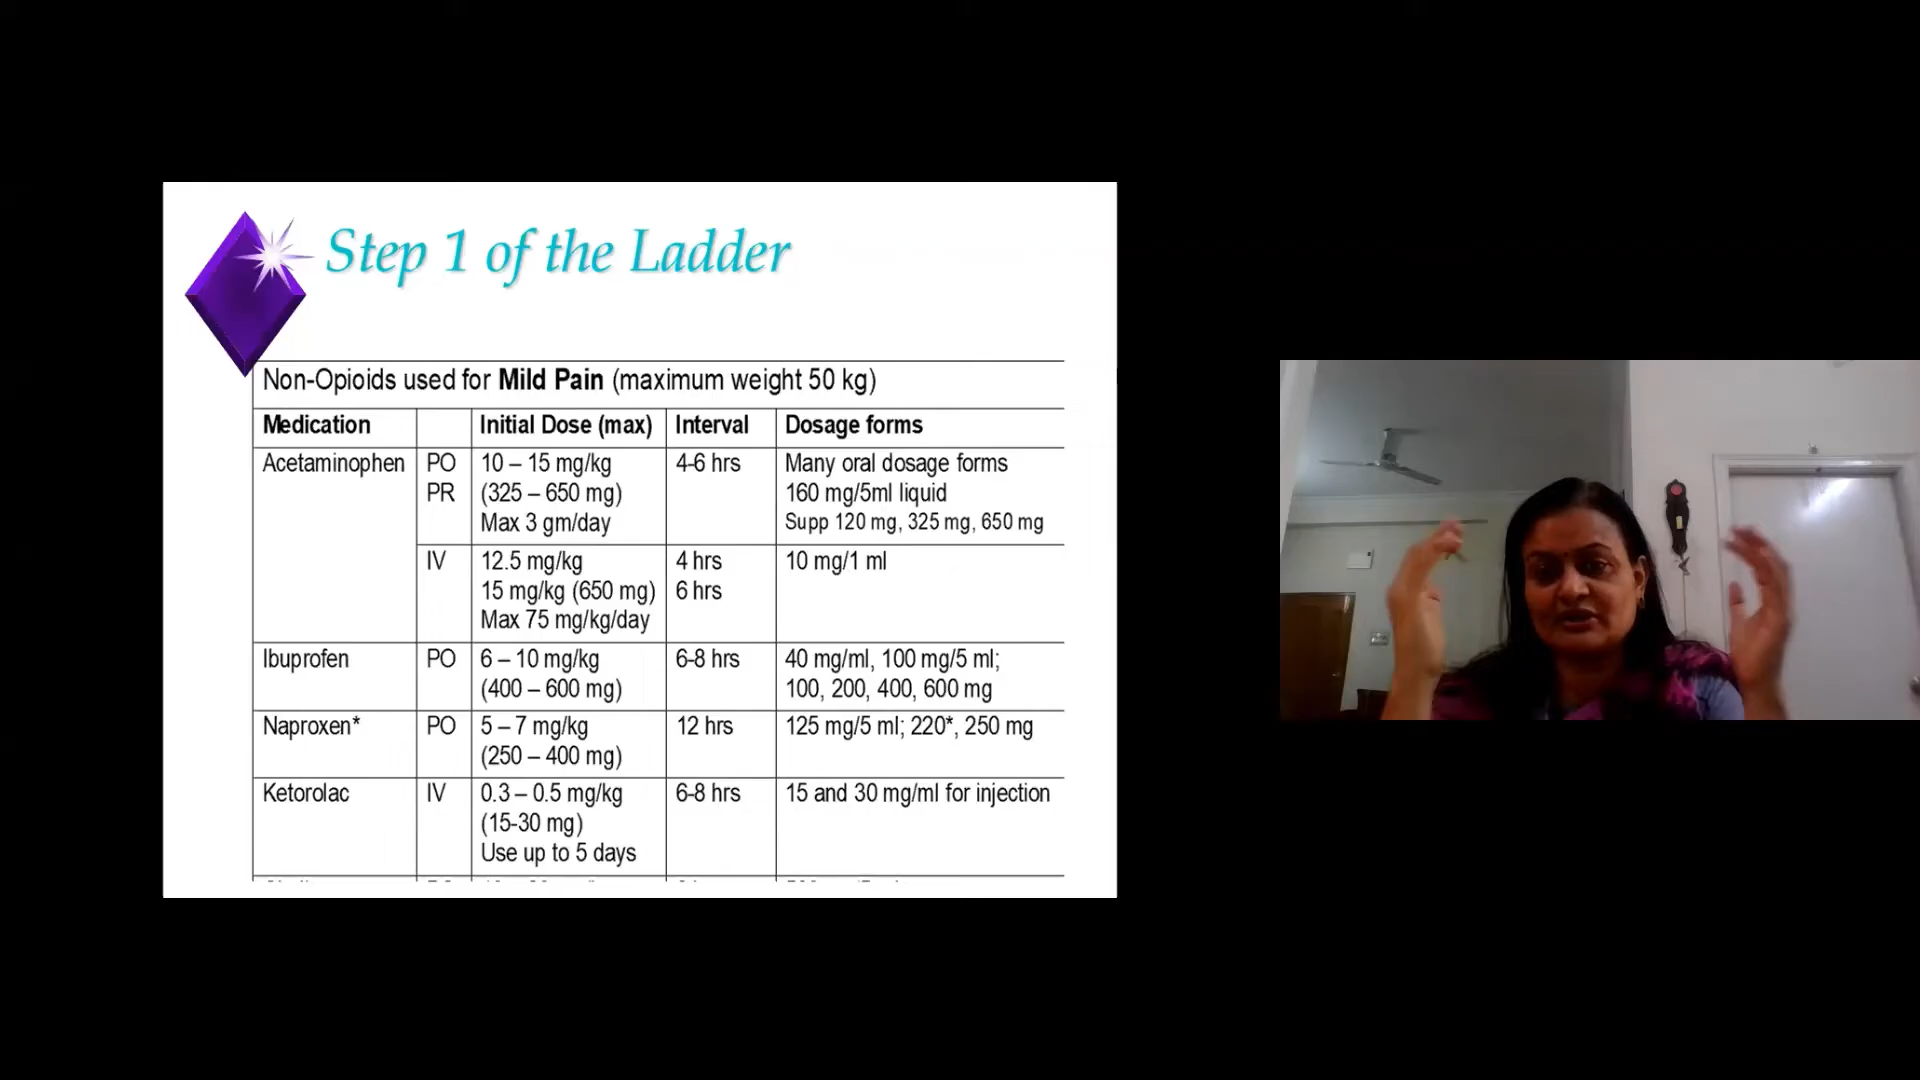 Step 1 of the Ladder
Non-Opioids used for Mild Pain (maximum weight 50 kg)
Medication Initial Dose (max) Interval Dosage forms
Acetaminophen PO 10 – 15 mg/kg 4-6 hrs Many oral dosage forms
PR (325 – 650 mg) 160 mg/5ml liquid
Max 3 gm/day Supp 120 mg, 325 mg, 650 mg
IV 12.5 mg/kg 4 hrs 10 mg/1 ml
15 mg/kg (650 mg) 6 hrs
Max 75 mg/kg/day
Ibuprofen PO 6 – 10 mg/kg 6-8 hrs 40 mg/ml, 100 mg/5 ml;
(400 – 600 mg) 100, 200, 400, 600 mg
Naproxen* PO 5 – 7 mg/kg 12 hrs 125 mg/5 ml; 220*, 250 mg
(250 – 400 mg)
Ketorolac IV 0.3 – 0.5 mg/kg 6-8 hrs 15 and 30 mg/ml for injection
(15-30 mg)
Use up to 5 days